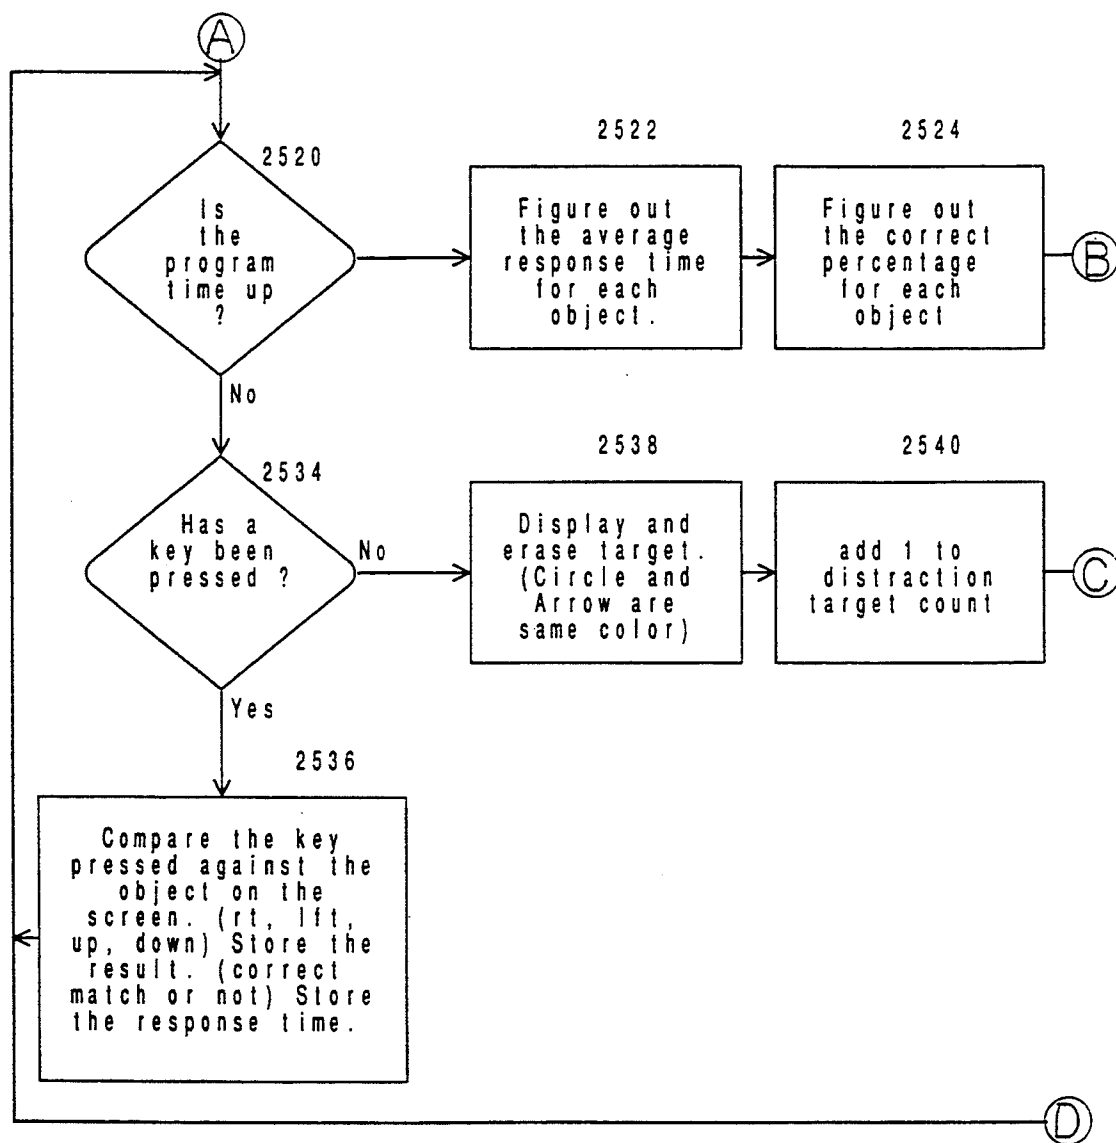 A
2520
Is
the
program
time up
?
2522
Figure out
the average
response time
for each
object.
2524
Figure out
the correct
percentage
for each
object
B
No
2534
Has a
key been
pressed ?
No
2538
Display and
erase target.
(Circle and
Arrow are
same color)
2540
add 1 to
distraction
target count
C
Yes
2536
Compare the key
pressed against the
object on the
screen. (rt, lft,
up, down) Store the
result. (correct
match or not) Store
the response time.
D